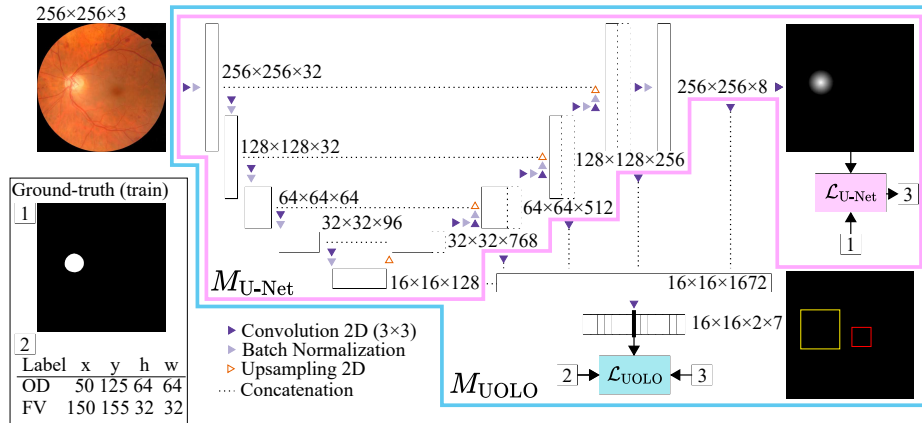 256×256×3
256×256×32
256×256×8
128×128×32
128×128×256
64×64×64
64×64×512
32×32×96
32×32×768
16×16×128
16×16×1672
M_U-Net
L_U-Net
3
1
Ground-truth (train)
1
2
Label x y h w
OD 50 125 64 64
FV 150 155 32 32
Convolution 2D (3×3)
Batch Normalization
Upsampling 2D
Concatenation
16×16×2×7
M_UOLO
2
L_UOLO
3